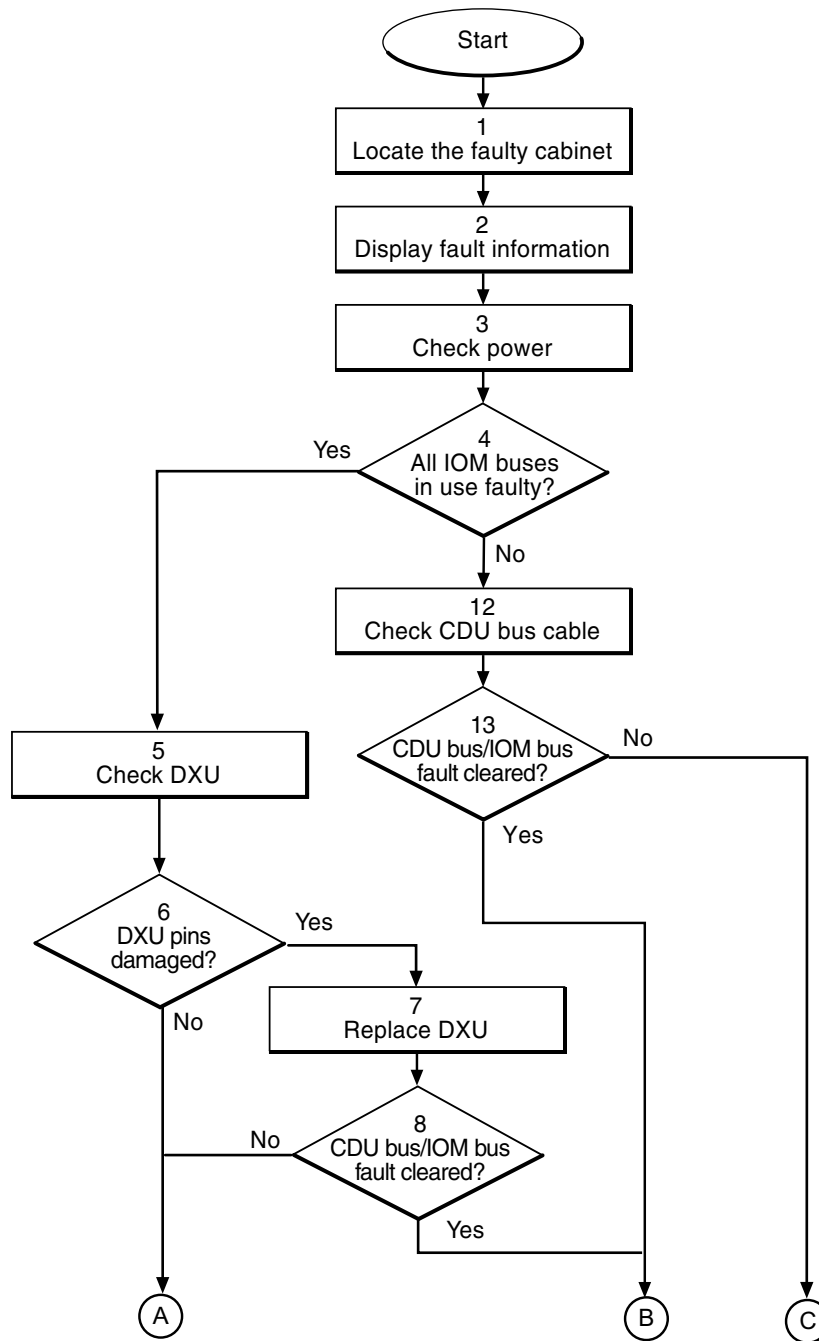 Start
1
Locate the faulty cabinet
2
Display fault information
3
Check power
4
All IOM buses
in use faulty?
Yes
No
12
Check CDU bus cable
13
CDU bus/IOM bus
fault cleared?
No
Yes
5
Check DXU
6
DXU pins
damaged?
Yes
No
7
Replace DXU
8
CDU bus/IOM bus
fault cleared?
No
Yes
A
B
C